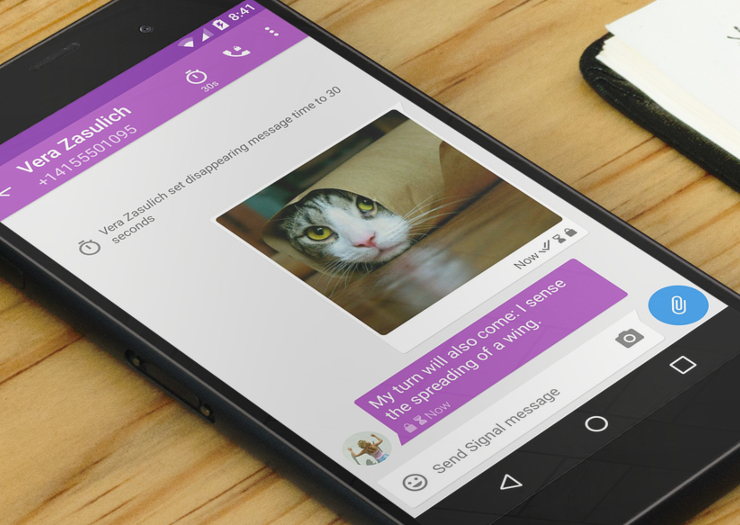 8:41
Vera Zasulich
+14155501095
30s
Vera Zasulich set disappearing message time to 30
seconds
Now
My turn will also come: I sense
the spreading of a wing.
Now
Send Signal message